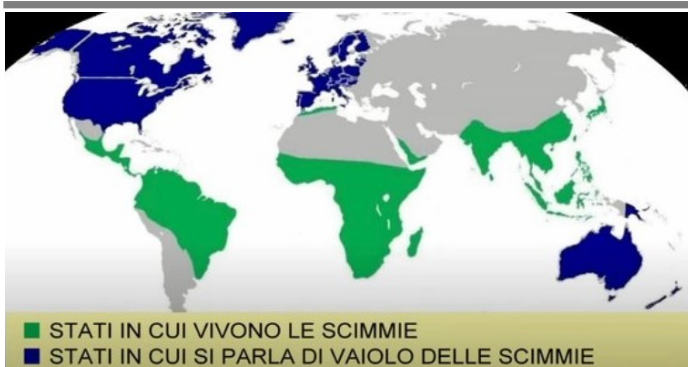 STATI IN CUI VIVONO LE SCIMMIE
STATI IN CUI SI PARLA DI VAIOLO DELLE SCIMMIE